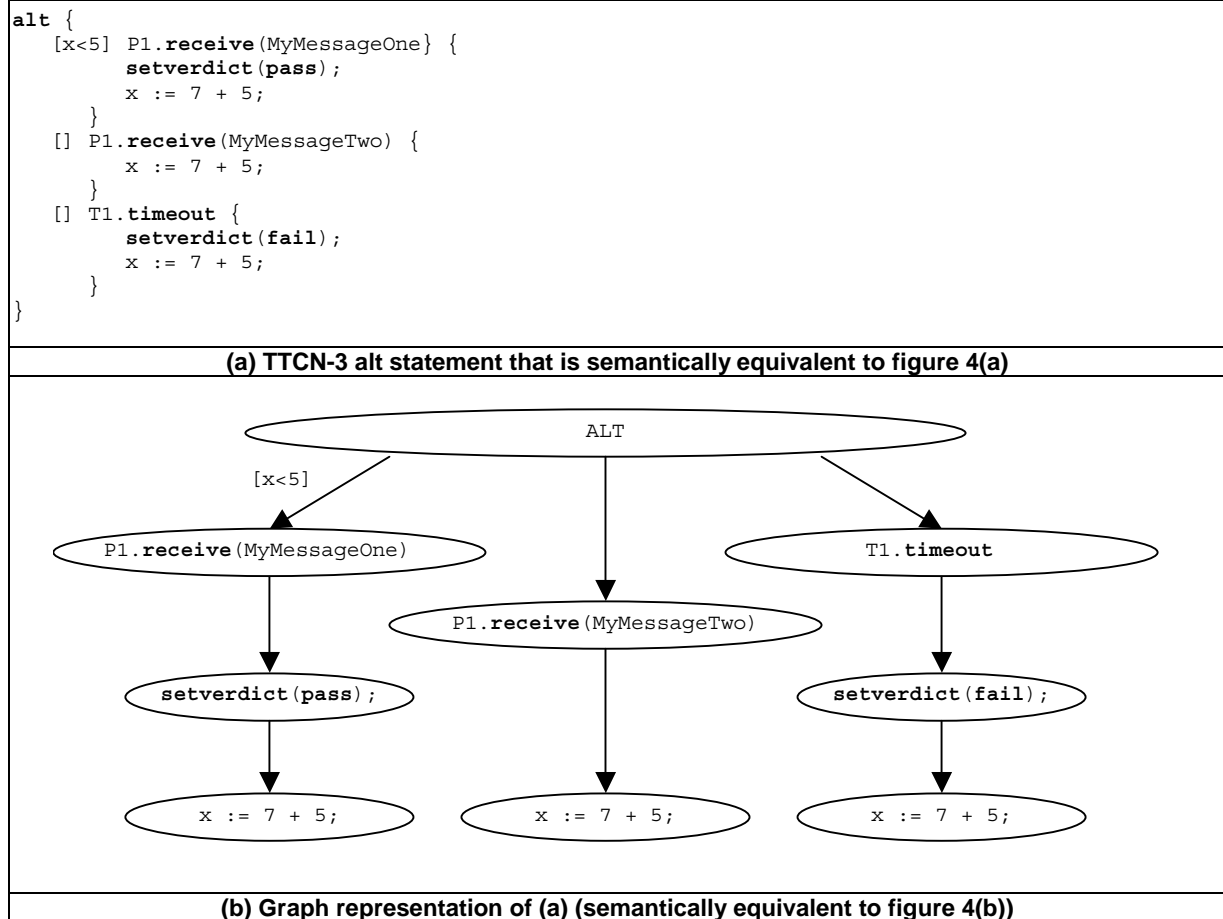 alt {
[x<5] P1.receive(MyMessageOne} {
setverdict(pass);
x := 7 + 5;
}
[] P1.receive(MyMessageTwo) {
x := 7 + 5;
}
[] T1.timeout {
setverdict(fail);
x := 7 + 5;
}
}
(a) TTCN-3 alt statement that is semantically equivalent to figure 4(a)
ALT
[x<5]
P1.receive(MyMessageOne)
T1.timeout
P1.receive(MyMessageTwo)
setverdict(pass);
setverdict(fail);
x := 7 + 5;
x := 7 + 5;
x := 7 + 5;
(b) Graph representation of (a) (semantically equivalent to figure 4(b))